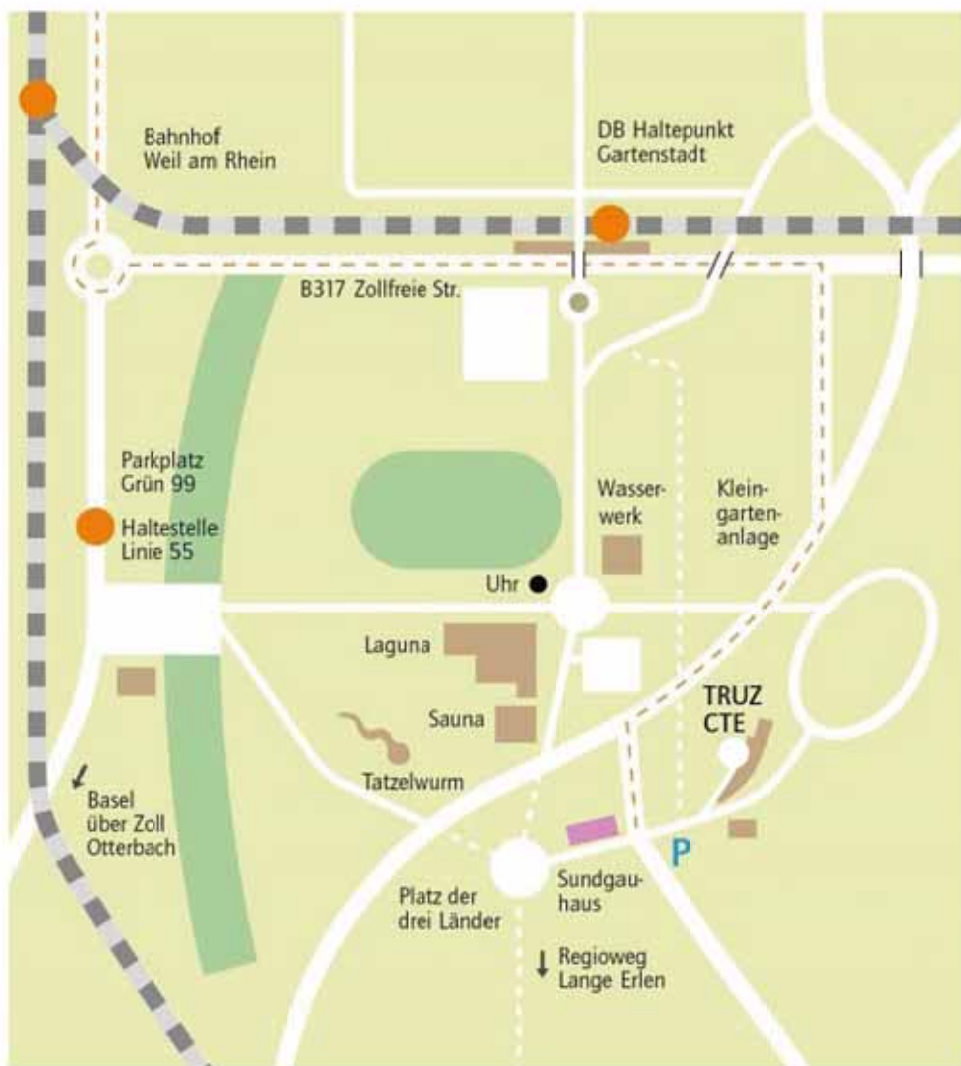 Bahnhof
Weil am Rhein
DB Haltepunkt
Gartenstadt
B317 Zollfreie Str.
Parkplatz
Grün 99
Haltestelle
Linie 55
Wasser-
werk
Klein-
garten-
anlage
Uhr
Laguna
Sauna
Tatzelwurm
TRUZ
CTE
Basel
über Zoll
Otterbach
P
Platz der
drei Länder
Sundgau-
haus
Regioweg
Lange Erlen